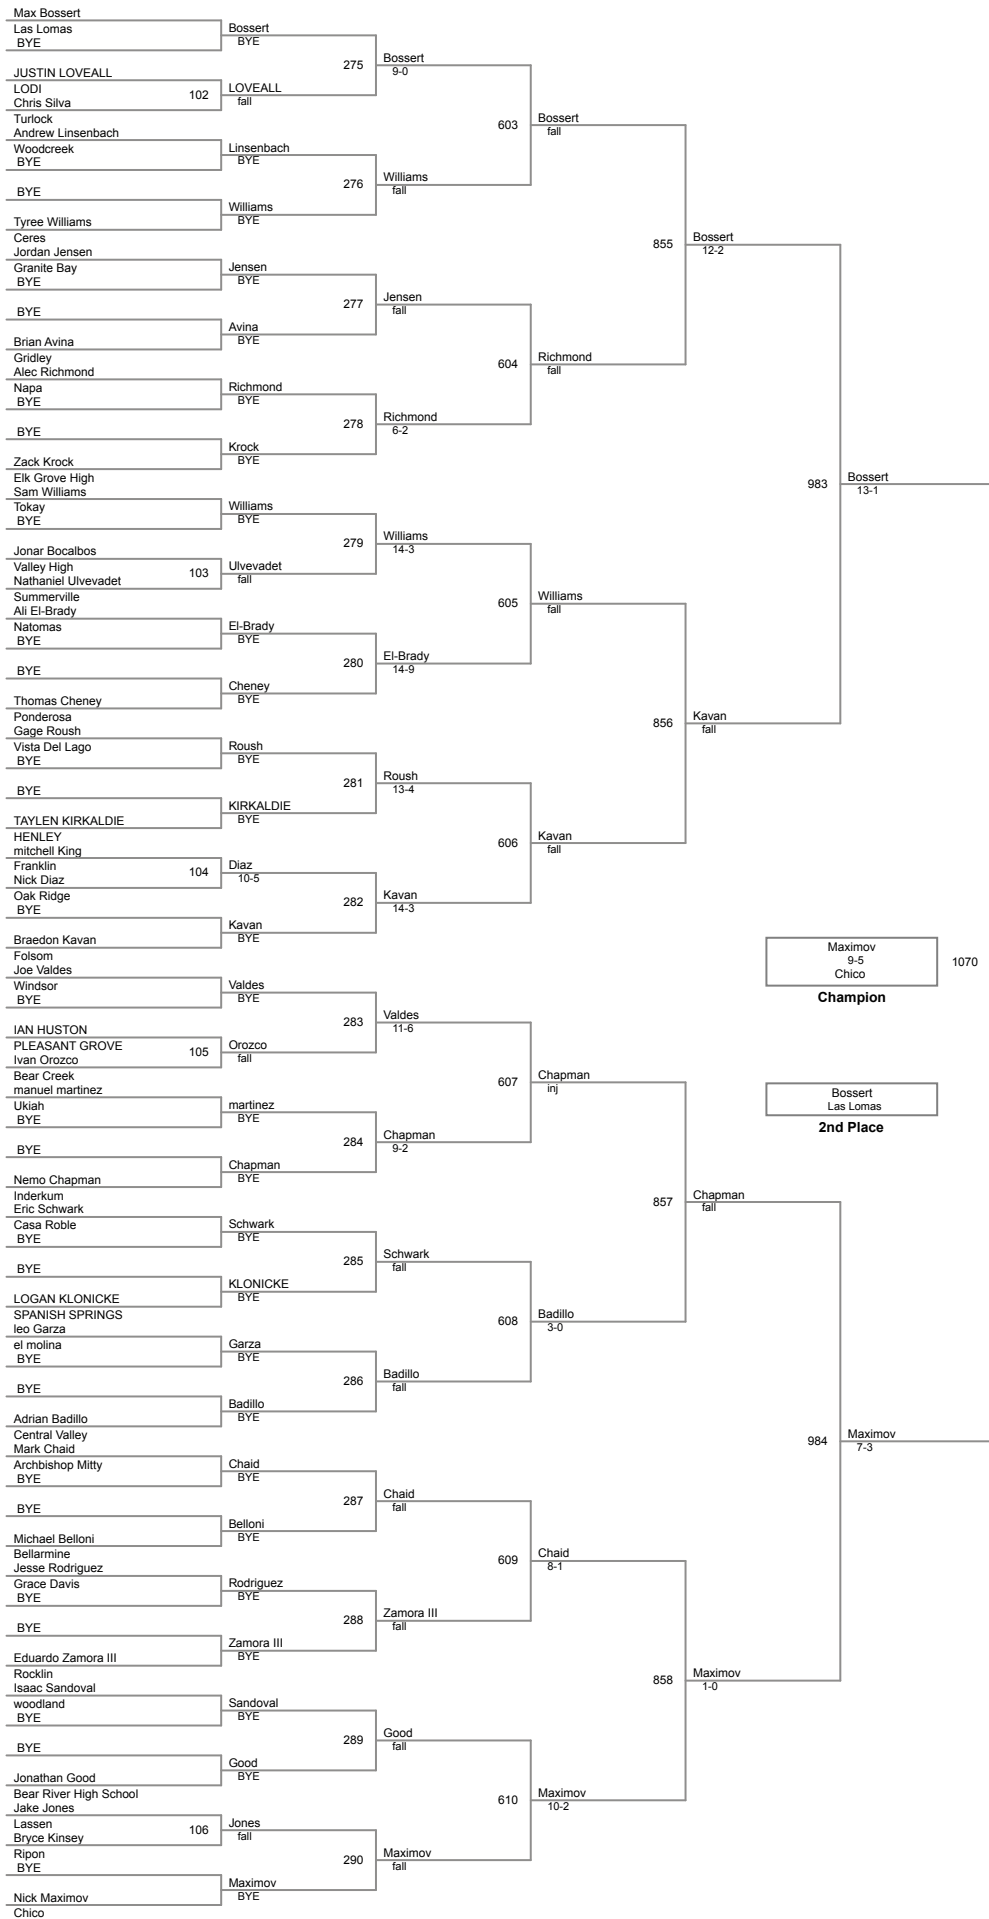 Max Bossert
Las Lomas
BYE
JUSTIN LOVEALL
LODI
Chris Silva
Turlock
Andrew Linsenbach
Woodcreek
BYE
BYE
Tyree Williams
Ceres
Jordan Jensen
Granite Bay
BYE
BYE
Brian Avina
Gridley
Alec Richmond
Napa
BYE
BYE
Zack Krock
Elk Grove High
Sam Williams
Tokay
BYE
Jonar Bocalbos
Valley High
Nathaniel Ulvevadet
Summerville
Ali El-Brady
Natomas
BYE
BYE
Thomas Cheney
Ponderosa
Gage Roush
Vista Del Lago
BYE
BYE
TAYLEN KIRKALDIE
HENLEY
mitchell King
Franklin
Nick Diaz
Oak Ridge
BYE
Braedon Kavan
Folsom
Joe Valdes
Windsor
BYE
IAN HUSTON
PLEASANT GROVE
Ivan Orozco
Bear Creek
manuel martinez
Ukiah
BYE
BYE
Nemo Chapman
Inderkum
Eric Schwark
Casa Roble
BYE
BYE
LOGAN KLONICKE
SPANISH SPRINGS
leo Garza
el molina
BYE
BYE
Adrian Badillo
Central Valley
Mark Chaid
Archbishop Mitty
BYE
BYE
Michael Belloni
Bellarmine
Jesse Rodriguez
Grace Davis
BYE
BYE
Eduardo Zamora III
Rocklin
Isaac Sandoval
woodland
BYE
BYE
Jonathan Good
Bear River High School
Jake Jones
Lassen
Bryce Kinsey
Ripon
BYE
Nick Maximov
Chico
102
103
104
105
106
Bossert
BYE
LOVEALL
fall
Linsenbach
BYE
Williams
BYE
Jensen
BYE
Avina
BYE
Richmond
BYE
Krock
BYE
Williams
BYE
Ulvevadet
fall
El-Brady
BYE
Cheney
BYE
Roush
BYE
KIRKALDIE
BYE
Diaz
10-5
Kavan
BYE
Valdes
BYE
Orozco
fall
martinez
BYE
Chapman
BYE
Schwark
BYE
KLONICKE
BYE
Garza
BYE
Badillo
BYE
Chaid
BYE
Belloni
BYE
Rodriguez
BYE
Zamora III
BYE
Sandoval
BYE
Good
BYE
Jones
fall
Maximov
BYE
275
276
277
278
279
280
281
282
283
284
285
286
287
288
289
290
Bossert
9-0
Williams
fall
Jensen
fall
Richmond
6-2
Williams
14-3
El-Brady
14-9
Roush
13-4
Kavan
14-3
Valdes
11-6
Chapman
9-2
Schwark
fall
Badillo
fall
Chaid
fall
Zamora III
fall
Good
fall
Maximov
fall
603
604
605
606
607
608
609
610
Bossert
fall
Richmond
fall
Williams
fall
Kavan
fall
Chapman
inj
Badillo
3-0
Chaid
8-1
Maximov
10-2
855
856
857
858
Bossert
12-2
Kavan
fall
Chapman
fall
Maximov
1-0
983
984
Bossert
13-1
Maximov
7-3
Maximov
9-5
Chico
1070
Champion
Bossert
Las Lomas
2nd Place